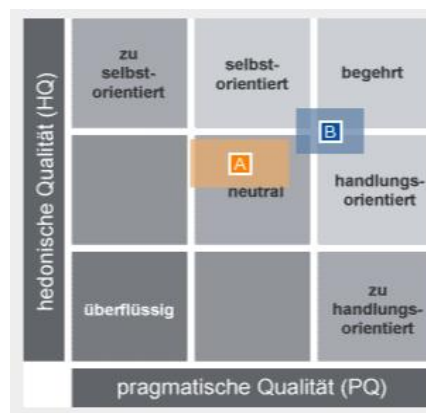 hedonische Qualität (HQ)
zu
selbst-
orientiert
selbst-
orientiert
begehrt
B
A
neutral
handlungs-
orientiert
überflüssig
zu
handlungs-
orientiert
pragmatische Qualität (PQ)